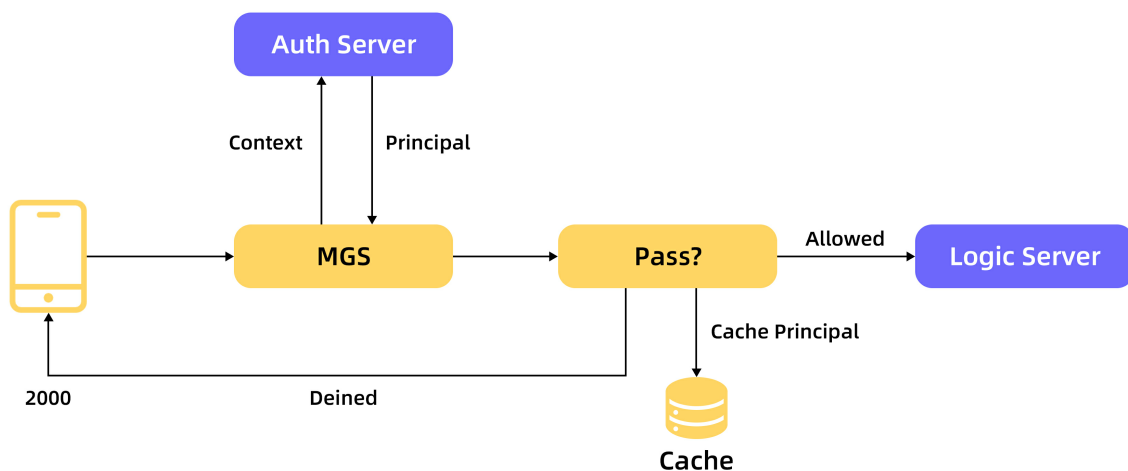 Auth Server
Context
Principal
MGS
Pass?
Allowed
Logic Server
Cache Principal
2000
Deined
Cache